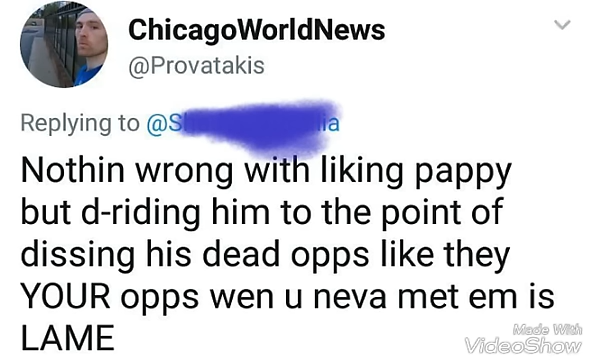 ChicagoWorldNews
@Provatakis
Replying to @S ia
Nothin wrong with liking pappy
but d-riding him to the point of
dissing his dead opps like they
YOUR opps wen u neva met em is
LAME
Made With
VideoShow